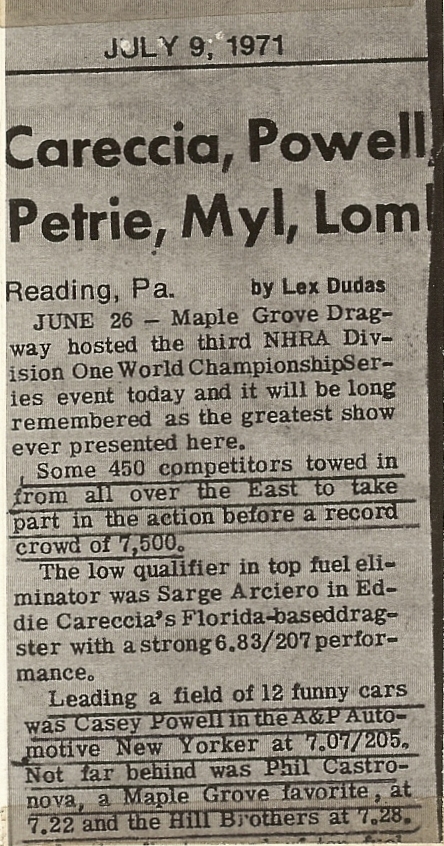 JULY 9, 1971
Careccia, Powell,
Petrie, Myl, Lom
Reading, Pa. by Lex Dudas
JUNE 26 — Maple Grove Drag-
way hosted the third NHRA Div-
ision One World ChampionshipSer-
ies event today and it will be long
remembered as the greatest show
ever presented here.
Some 450 competitors towed in
from all over the East to take
part in the action before a record
crowd of 7,500.
The low qualifier in top fuel eli-
minator was Sarge Arciero in Ed-
die Careccia's Florida-baseddrag-
ster with a strong 6.83/207 perfor-
mance.
Leading a field of 12 funny cars
was Casey Powell in the A&P Auto-
motive New Yorker at 7.07/205.
Not far behind was Phil Castro-
nova, a Maple Grove favorite, at
7.22 and the Hill Brothers at 7.28.